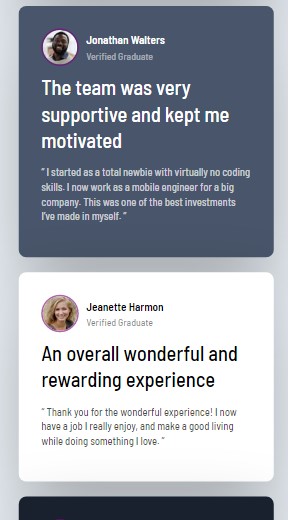 Jonathan Walters
Verified Graduate
The team was very
supportive and kept me
motivated
" I started as a total newbie with virtually no coding
skills. I now work as a mobile engineer for a big
company. This was one of the best investments
I've made in myself. "
Jeanette Harmon
Verified Graduate
An overall wonderful and
rewarding experience
" Thank you for the wonderful experience! I now
have a job I really enjoy, and make a good living
while doing something I love. "